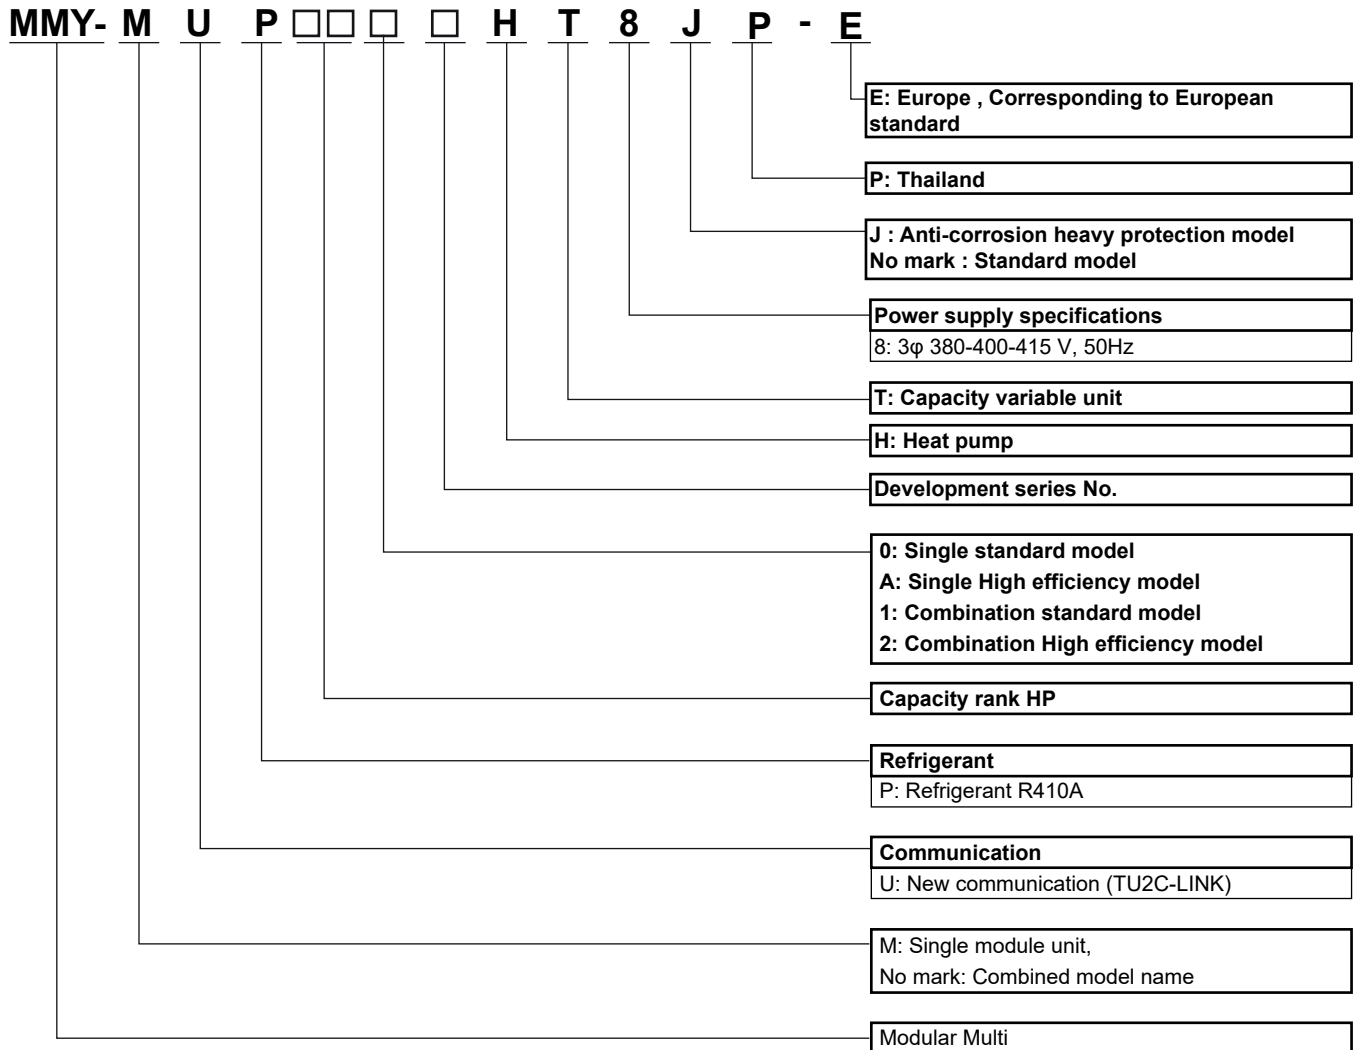 MMY- M U P □□ □ □ H T 8 J P - E
E: Europe , Corresponding to European
standard
P: Thailand
J : Anti-corrosion heavy protection model
No mark : Standard model
Power supply specifications
8: 3φ 380-400-415 V, 50Hz
T: Capacity variable unit
H: Heat pump
Development series No.
0: Single standard model
A: Single High efficiency model
1: Combination standard model
2: Combination High efficiency model
Capacity rank HP
Refrigerant
P: Refrigerant R410A
Communication
U: New communication (TU2C-LINK)
M: Single module unit,
No mark: Combined model name
Modular Multi